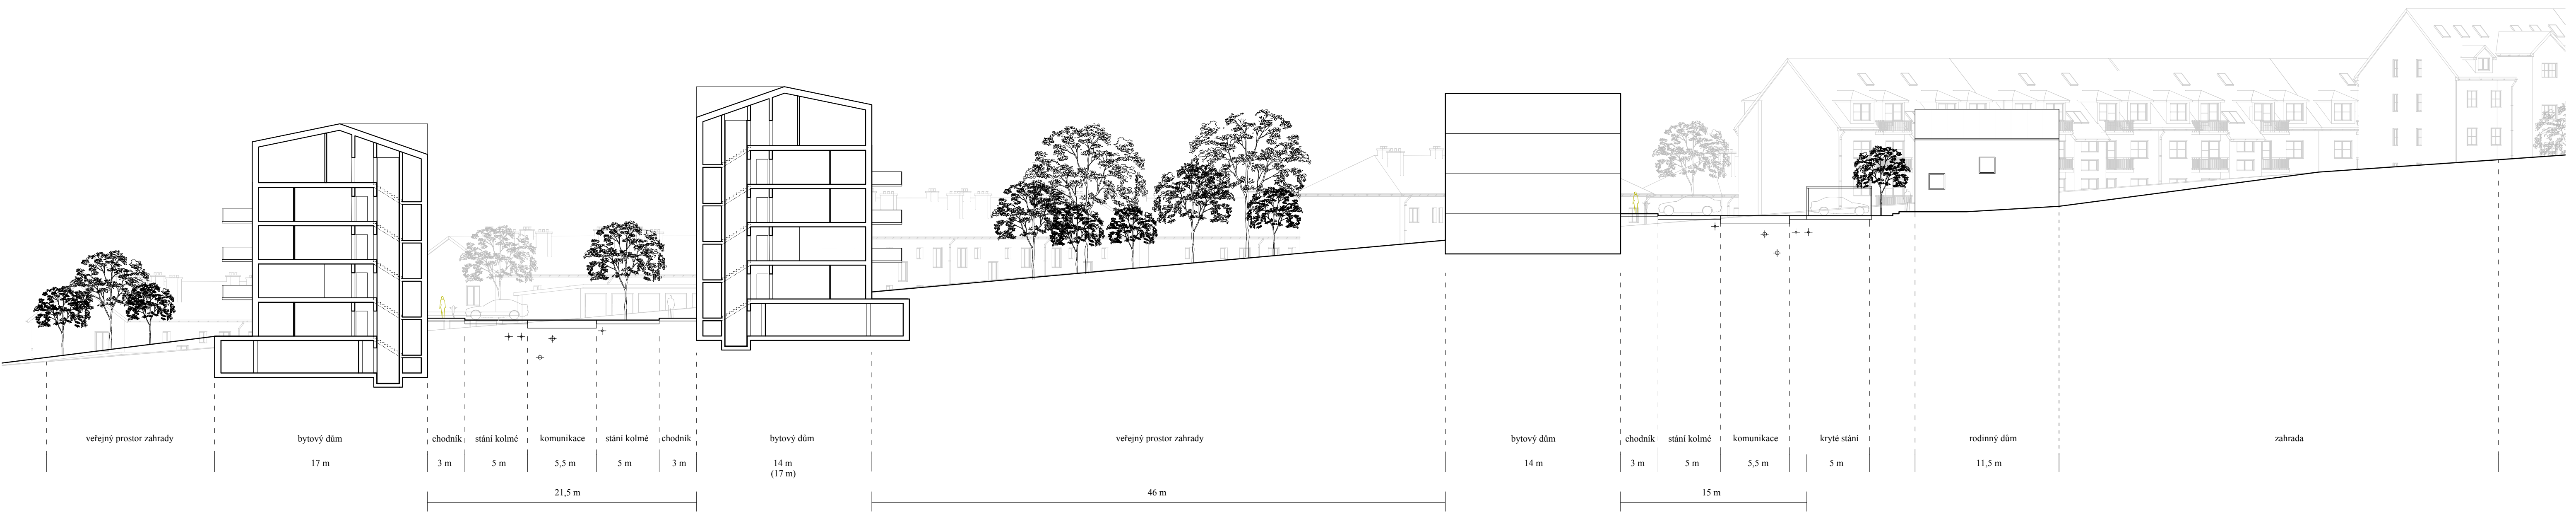 veřejný prostor zahrady bytový dům chodník stání kolmé komunikace stání kolmé chodník bytový dům veřejný prostor zahrady bytový dům chodník stání kolmé komunikace kryté stání rodinný dům zahrada
17 m 3 m 5 m 5,5 m 5 m 3 m 14 m 14 m 3 m 5 m 5,5 m 5 m 11,5 m
(17 m)
21,5 m 46 m 15 m